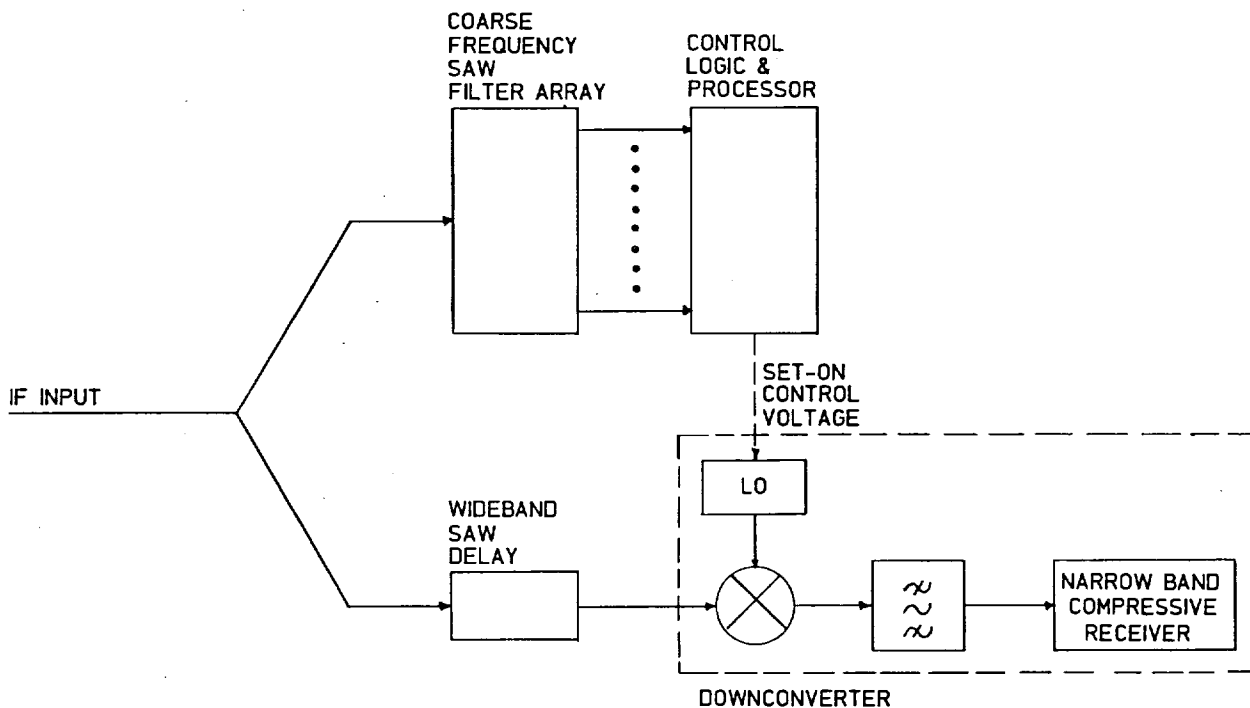 COARSE
FREQUENCY
SAW
FILTER ARRAY
CONTROL
LOGIC &
PROCESSOR
IF INPUT
SET-ON
CONTROL
VOLTAGE
LO
WIDEBAND
SAW
DELAY
NARROW BAND
COMPRESSIVE
RECEIVER
DOWNCONVERTER